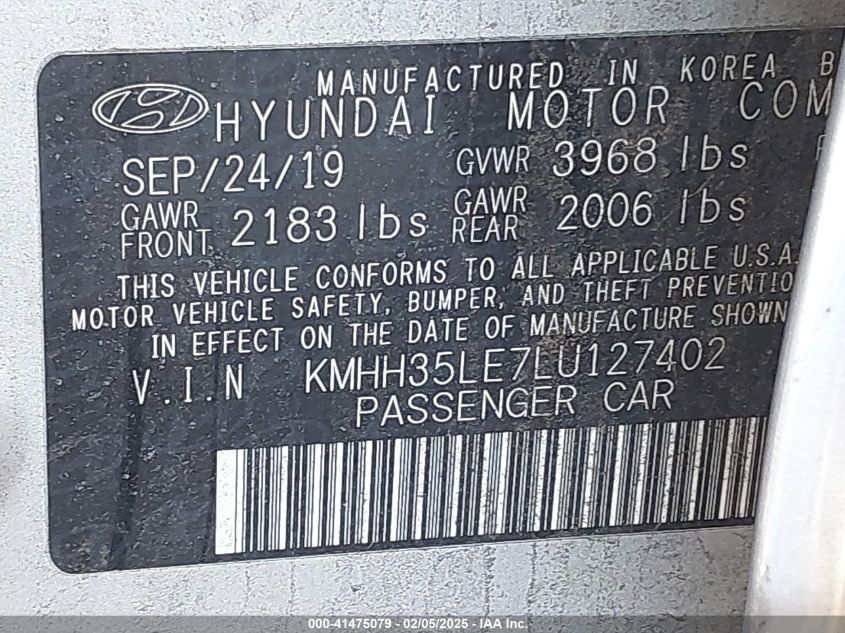 MANUFACTURED IN KOREA B
HYUNDAI MOTOR COM
SEP/24/19 GVWR 3968 lbs
GAWR FRONT 2183 lbs GAWR REAR 2006 lbs
THIS VEHICLE CONFORMS TO ALL APPLICABLE U.S.A.
MOTOR VEHICLE SAFETY, BUMPER, AND THEFT PREVENTIO
IN EFFECT ON THE DATE OF MANUFACTURE SHOWN
V.I.N KMHH35LE7LU127402
PASSENGER CAR
000-41475079 - 02/05/2025 - IAA Inc.